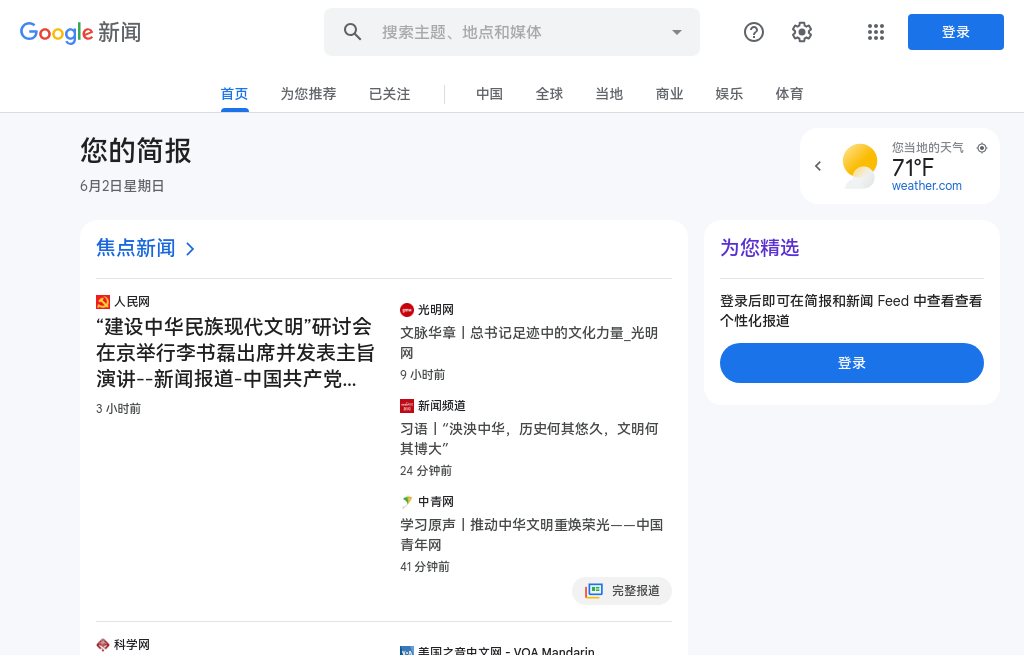 Google 新闻
搜索主题、地点和媒体
登录
首页
为您推荐
已关注
中国
全球
当地
商业
娱乐
体育
您的简报
6月2日星期日
您当地的天气
71°F
weather.com
焦点新闻
人民网
“建设中华民族现代文明”研讨会
在京举行李书磊出席并发表主旨
演讲--新闻报道-中国共产党...
3 小时前
光明网
文脉华章丨总书记足迹中的文化力量_光明
网
9 小时前
新闻频道
习语丨“泱泱中华，历史何其悠久，文明何
其博大”
24 分钟前
中青网
学习原声丨推动中华文明重焕荣光——中国
青年网
41 分钟前
完整报道
科学网
美国之音中文网 - VOA Mandarin
为您精选
登录后即可在简报和新闻 Feed 中查看查看
个性化报道
登录